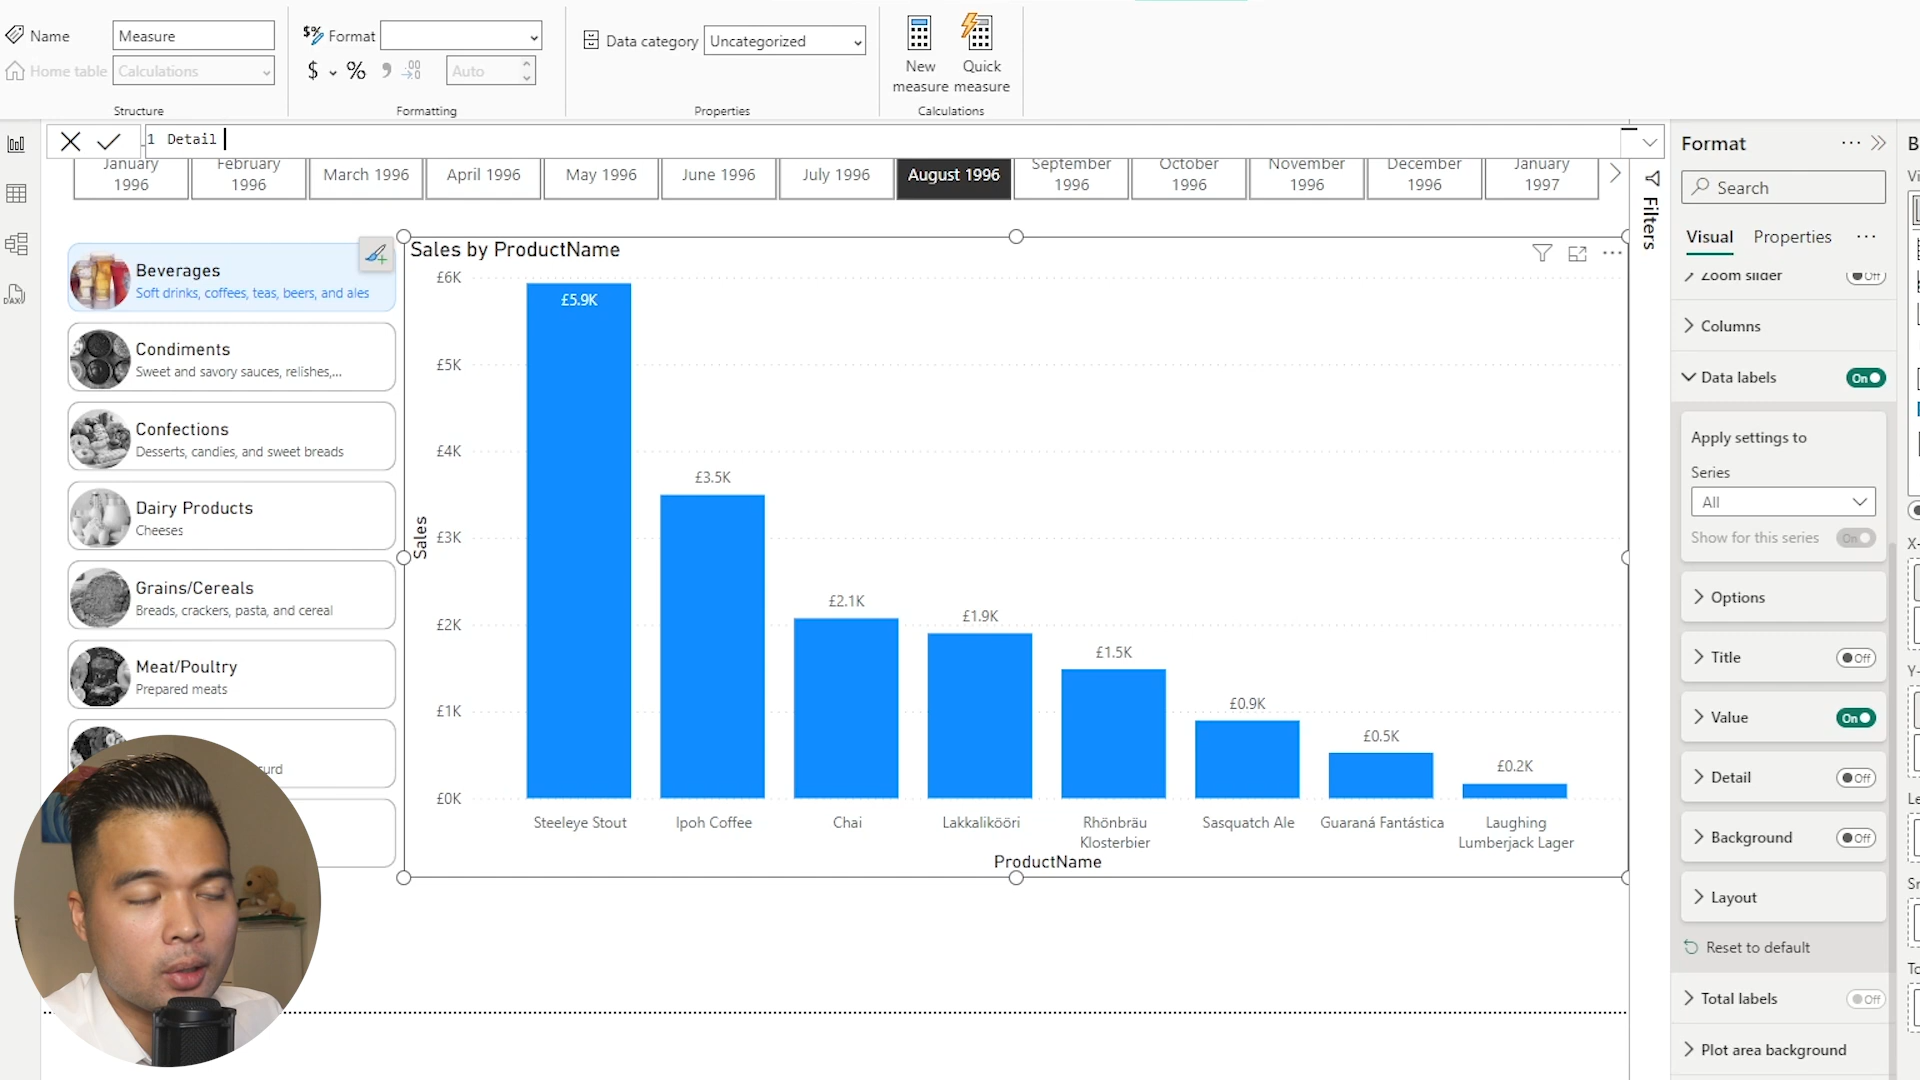 Name
Measure
Format
Data category
Uncategorized
New
measure
Quick
measure
Home table
Calculations
$
%
Auto
Structure
Formatting
Properties
Calculations
1 Detail
January
1996
February
1996
March 1996
April 1996
May 1996
June 1996
July 1996
August 1996
September
1996
October
1996
November
1996
December
1996
January
1997
Filters
Beverages
Soft drinks, coffees, teas, beers, and ales
Condiments
Sweet and savory sauces, relishes,...
Confections
Desserts, candies, and sweet breads
Dairy Products
Cheeses
Grains/Cereals
Breads, crackers, pasta, and cereal
Meat/Poultry
Prepared meats
Sales by ProductName
£6K
£5K
£4K
£3K
£2K
£1K
£0K
Sales
£5.9K
£3.5K
£2.1K
£1.9K
£1.5K
£0.9K
£0.5K
£0.2K
Steeleye Stout
Ipoh Coffee
Chai
Lakkalikööri
Rhönbräu
Klosterbier
Sasquatch Ale
Guaraná Fantástica
Laughing
Lumberjack Lager
ProductName
Format
Search
Visual
Properties
Zoom slider
Off
Columns
Data labels
On
Apply settings to
Series
All
Show for this series
On
Options
Title
Off
Value
On
Detail
Off
Background
Off
Layout
Reset to default
Total labels
Off
Plot area background